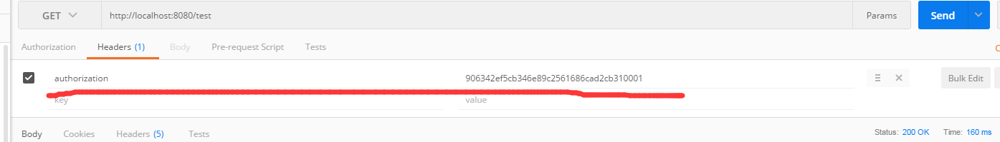 GET http://localhost:8080/test Params Send
Authorization Headers (1) Body Pre-request Script Tests
authorization 906342ef5cb346e89c2561686cad2cb310001 Bulk Edit
key value
Body Cookies Headers (5) Tests Status: 200 OK Time: 160 ms